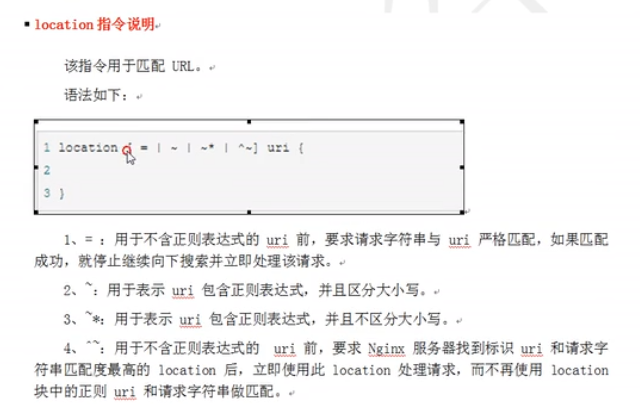 location 指令说明
该指令用于匹配 URL。
语法如下：
1 location [ = | ~ | ~* | ^~] uri {
2
3 }
1、= ：用于不含正则表达式的 uri 前，要求请求字符串与 uri 严格匹配，如果匹配
成功，就停止继续向下搜索并立即处理该请求。
2、~：用于表示 uri 包含正则表达式，并且区分大小写。
3、~*：用于表示 uri 包含正则表达式，并且不区分大小写。
4、^~：用于不含正则表达式的 uri 前，要求 Nginx 服务器找到标识 uri 和请求字
符串匹配度最高的 location 后，立即使用此 location 处理请求，而不再使用 location
块中的正则 uri 和请求字符串做匹配。